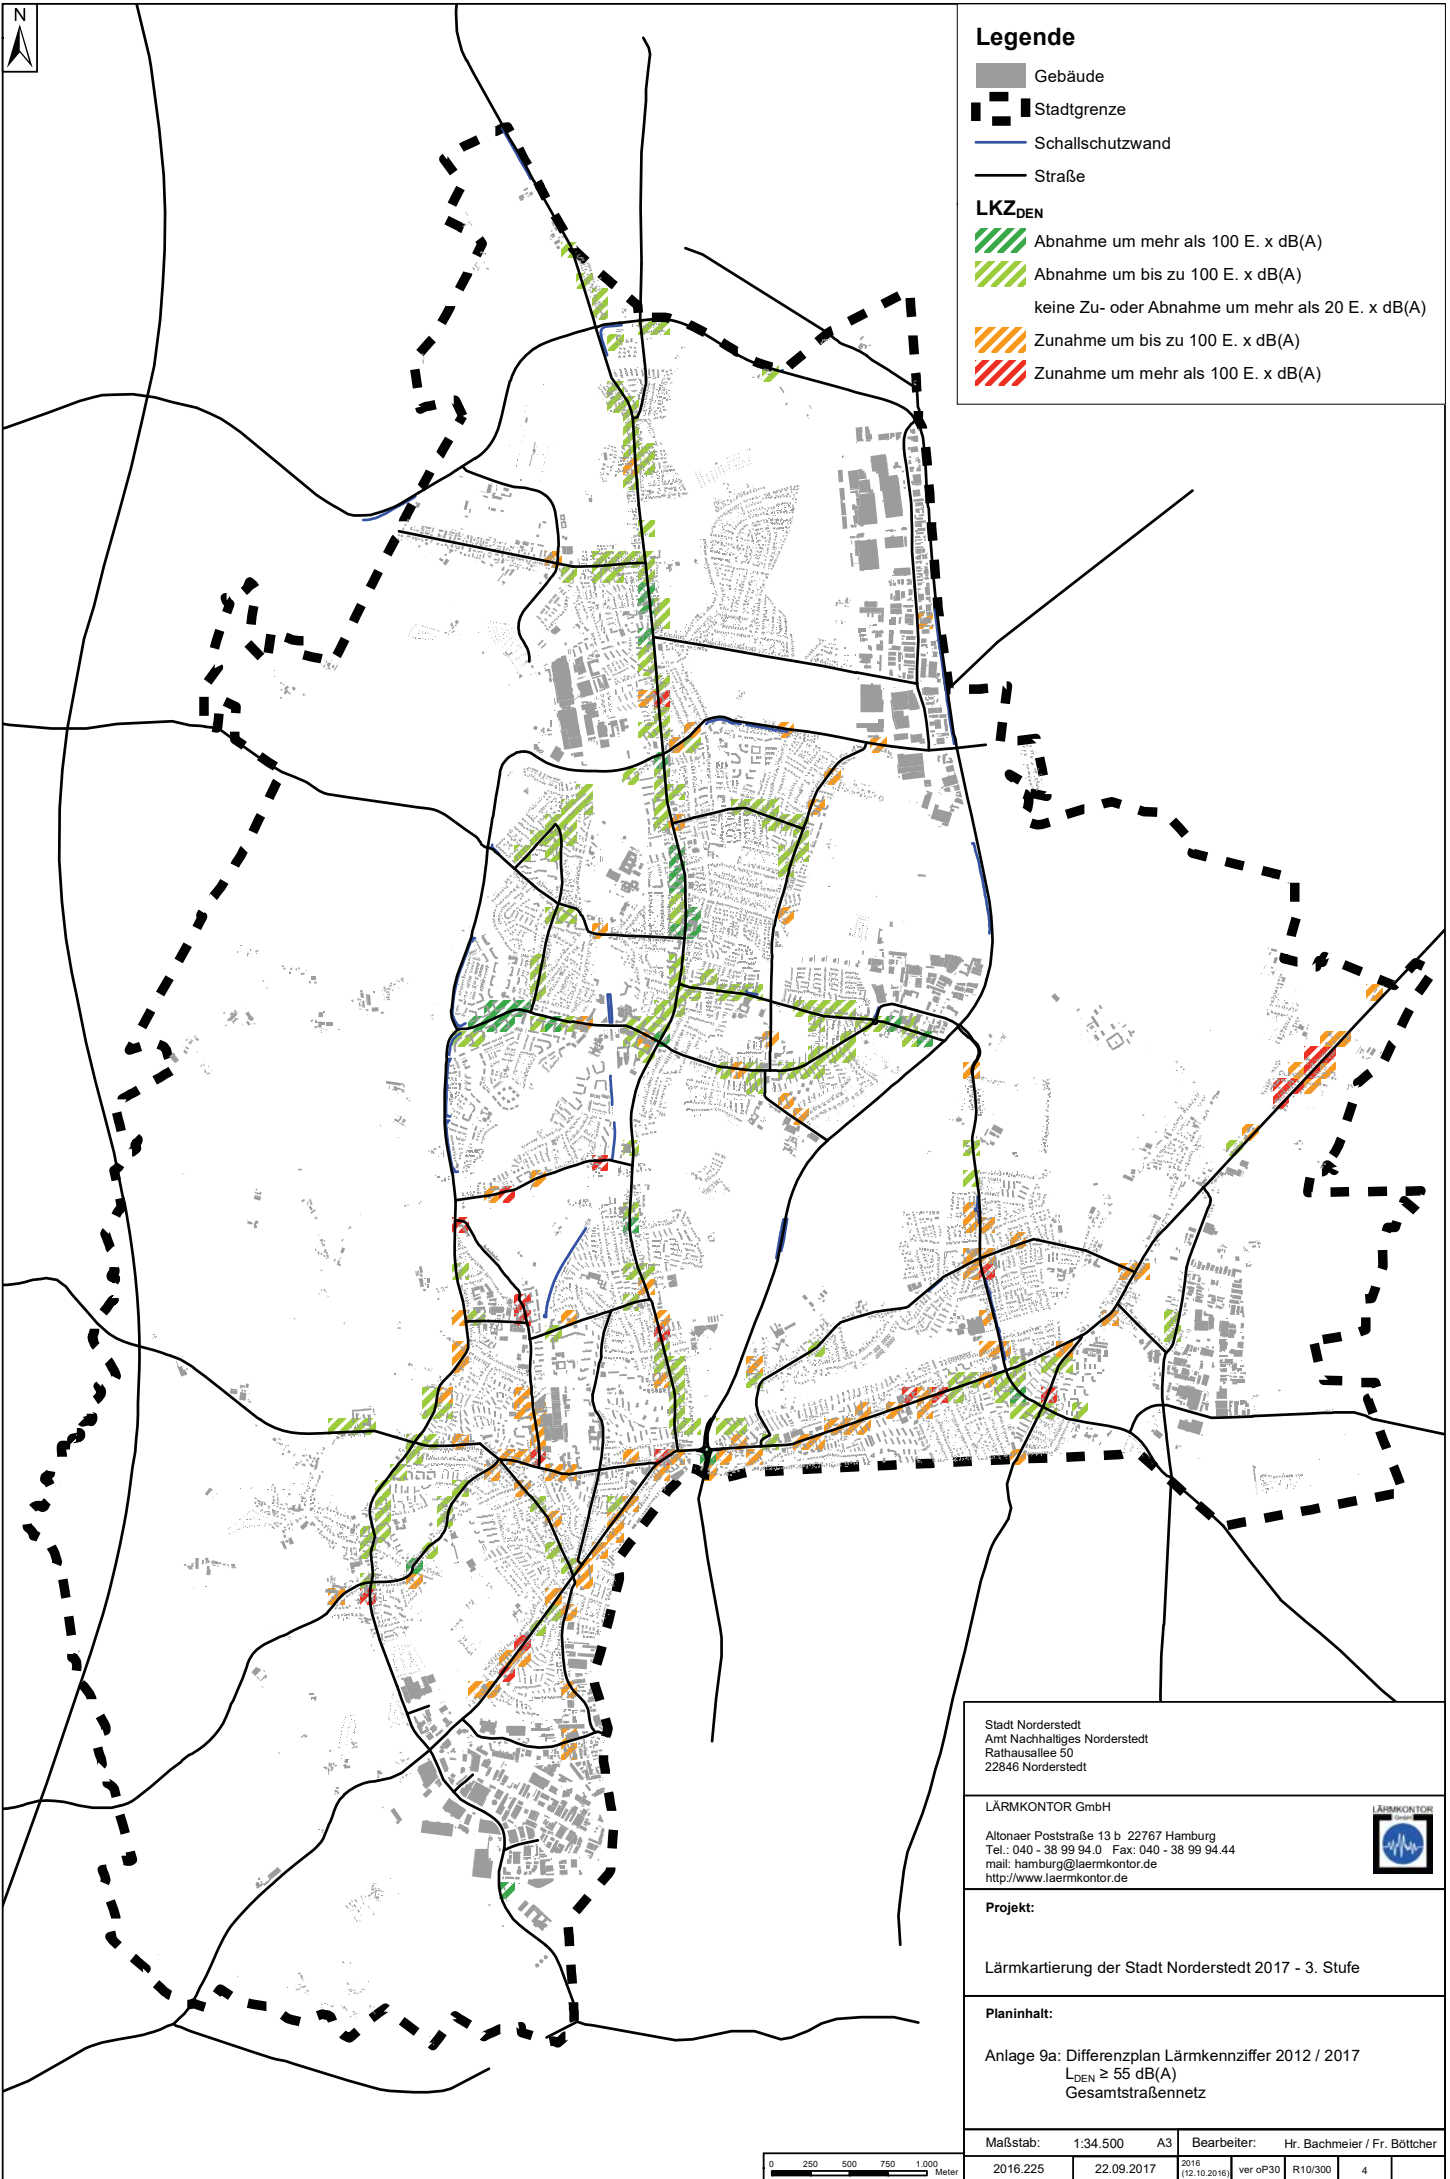 N
Legende
Gebäude
Stadtgrenze
Schallschutzwand
Straße
LKZDEN
Abnahme um mehr als 100 E. x dB(A)
Abnahme um bis zu 100 E. x dB(A)
keine Zu- oder Abnahme um mehr als 20 E. x dB(A)
Zunahme um bis zu 100 E. x dB(A)
Zunahme um mehr als 100 E. x dB(A)
Stadt Norderstedt
Amt Nachhaltiges Norderstedt
Rathausallee 50
22846 Norderstedt
LÄRMKONTOR GmbH
Altonaer Poststraße 13 b 22767 Hamburg
Tel.: 040 - 38 99 94.0 Fax: 040 - 38 99 94.44
mail: hamburg@laermkontor.de
http://www.laermkontor.de
LÄRMKONTOR
GmbH
Projekt:
Lärmkartierung der Stadt Norderstedt 2017 - 3. Stufe
Planinhalt:
Anlage 9a: Differenzplan Lärmkennziffer 2012 / 2017
LDEN ≥ 55 dB(A)
Gesamtstraßennetz
Maßstab: 1:34.500 A3 Bearbeiter: Hr. Bachmeier / Fr. Böttcher
2016.225 22.09.2017 2016 (12.10.2016) ver oP30 R10/300 4
0 250 500 750 1.000 Meter